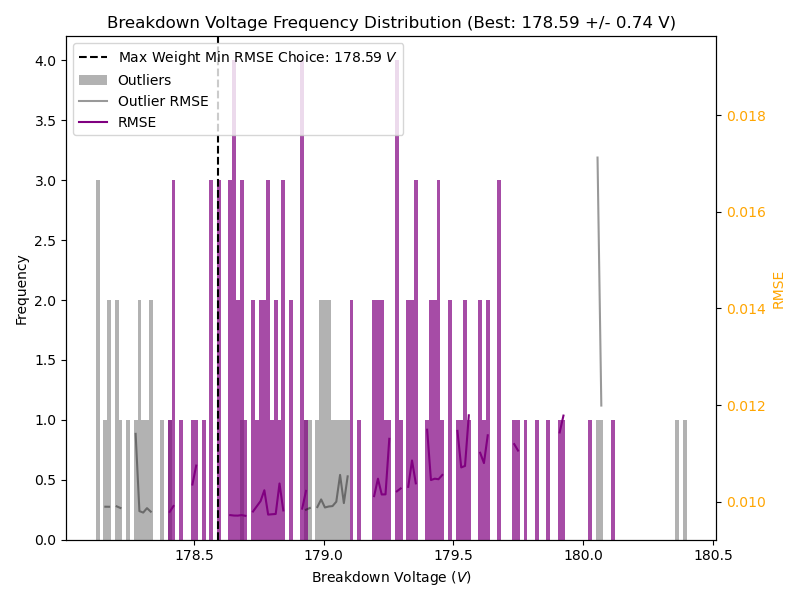 Breakdown Voltage Frequency Distribution (Best: 178.59 +/- 0.74 V)
Max Weight Min RMSE Choice: 178.59 V
Outliers
Outlier RMSE
RMSE
4.0
3.5
3.0
2.5
2.0
1.5
1.0
0.5
0.0
Frequency
178.5
179.0
179.5
180.0
180.5
Breakdown Voltage (V)
0.018
0.016
0.014
0.012
0.010
RMSE